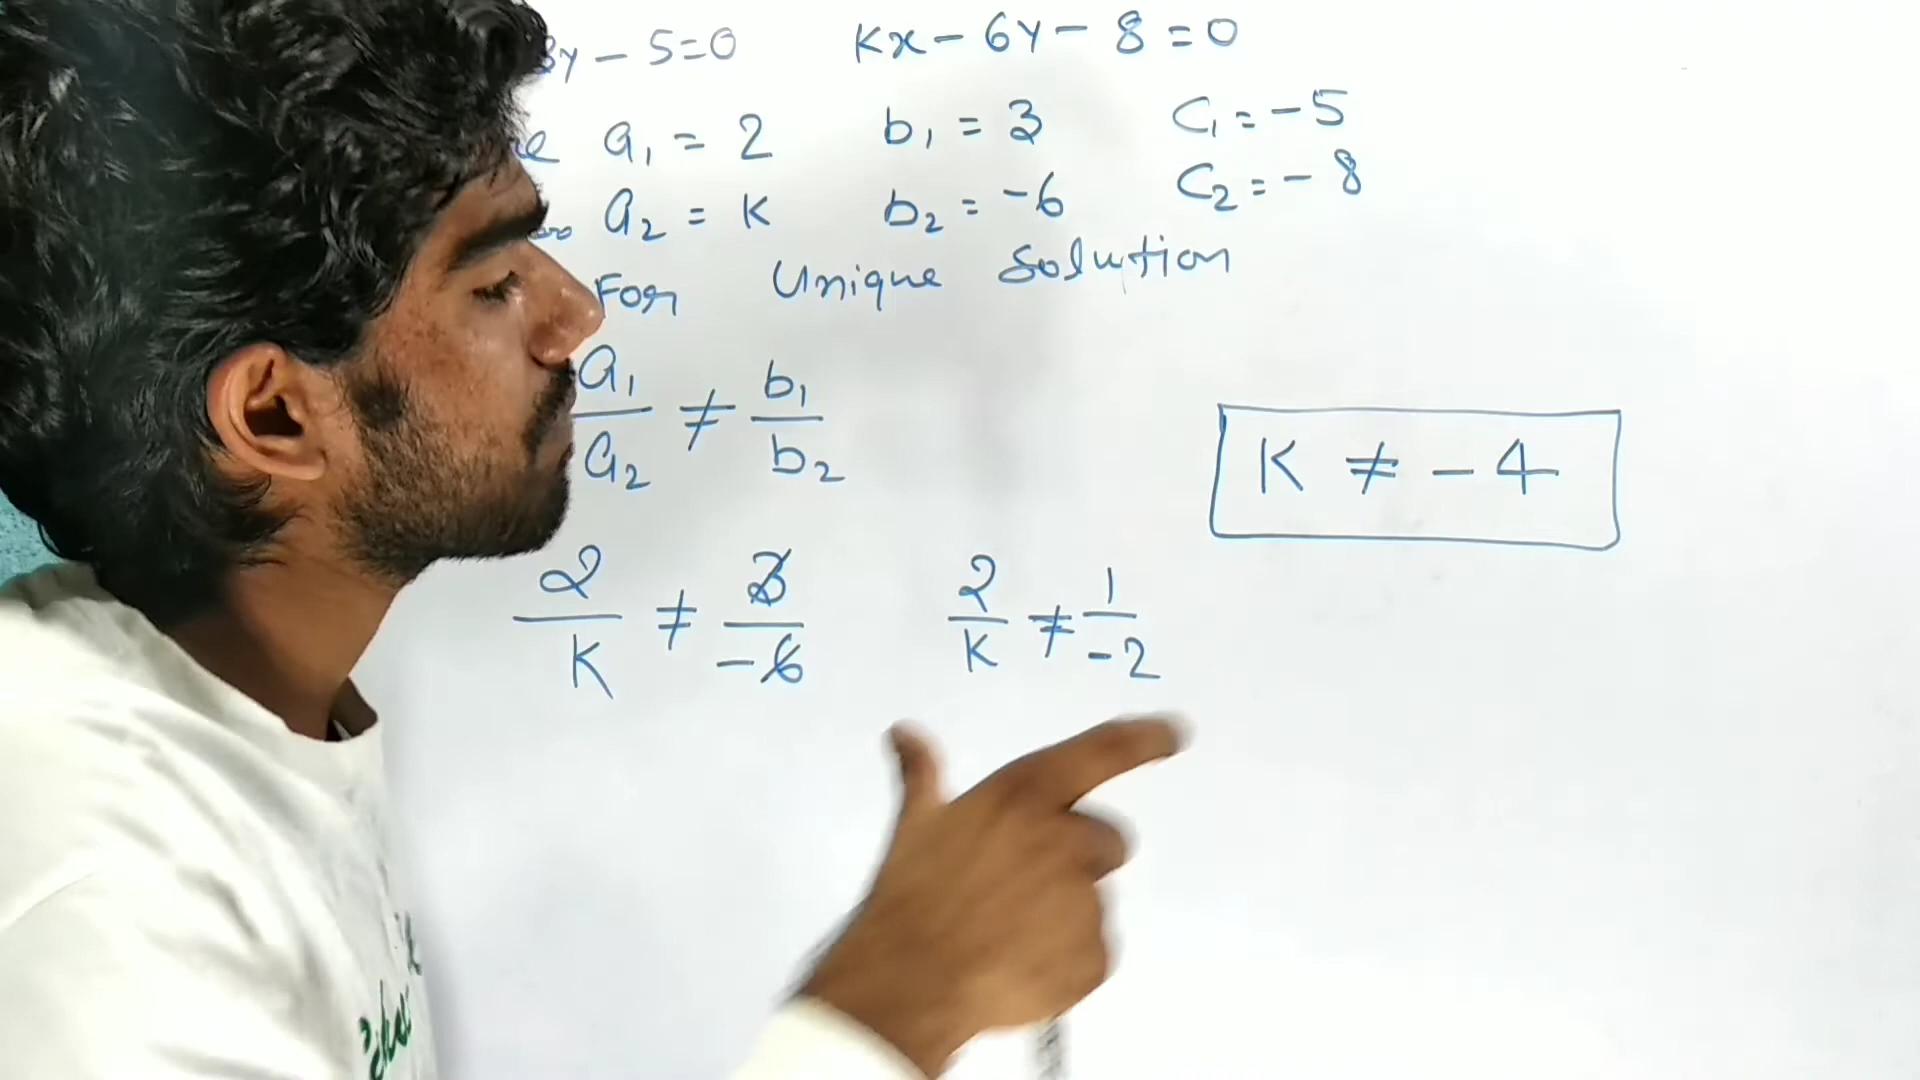 3y - 5 = 0 Kx - 6y - 8 = 0
a₁ = 2 b₁ = 3 C₁ = -5
a₂ = K b₂ = -6 C₂ = -8
For Unique Solution
a₁/a₂ ≠ b₁/b₂
K ≠ -4
2/K ≠ 3/-6 2/K ≠ 1/-2